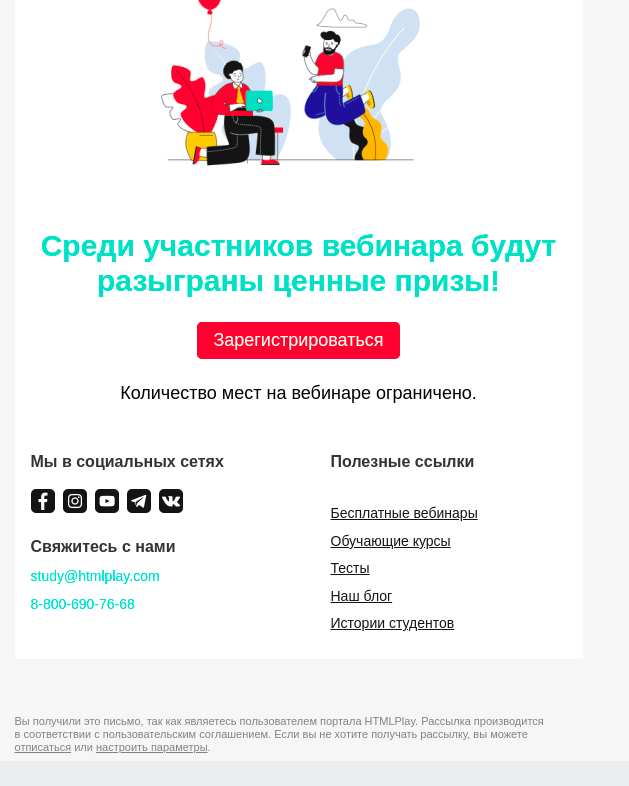 Среди участников вебинара будут
разыграны ценные призы!
Зарегистрироваться
Количество мест на вебинаре ограничено.
Мы в социальных сетях
Свяжитесь с нами
study@htmlplay.com
8-800-690-76-68
Полезные ссылки
Бесплатные вебинары
Обучающие курсы
Тесты
Наш блог
Истории студентов
Вы получили это письмо, так как являетесь пользователем портала HTMLPlay. Рассылка производится
в соответствии с пользовательским соглашением. Если вы не хотите получать рассылку, вы можете
отписаться или настроить параметры.